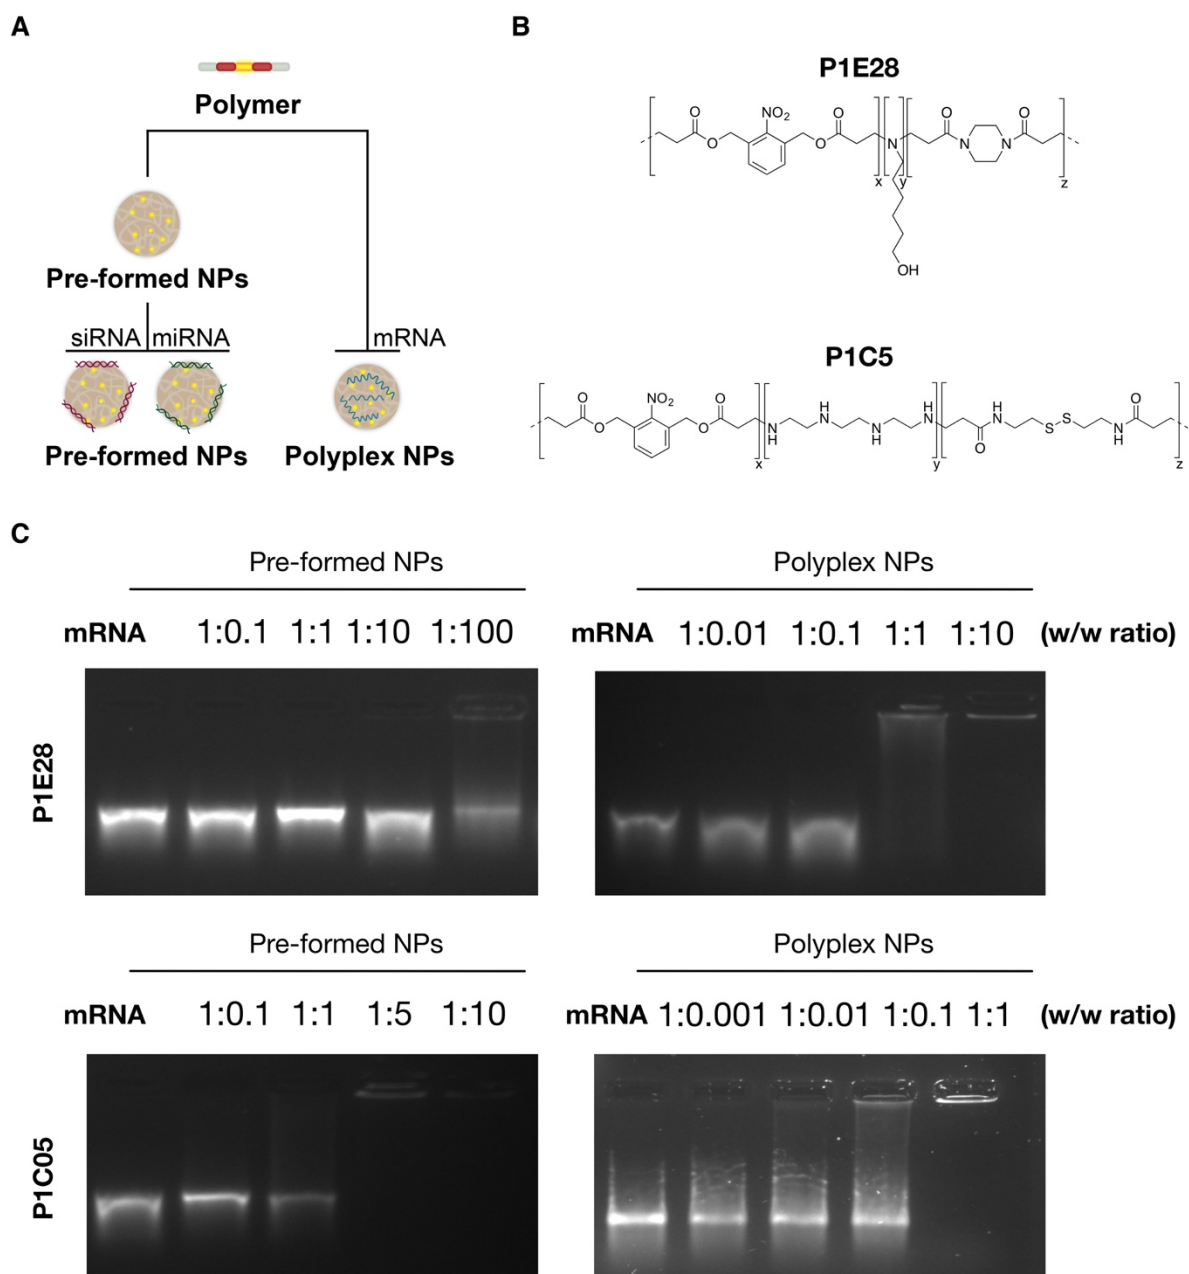 A
Polymer
Pre-formed NPs
siRNA miRNA
mRNA
Pre-formed NPs
Polyplex NPs
B
P1E28
O
O
NO2
O
O
x
N
y
O
N
N
O
z
OH
P1C5
O
O
NO2
O
O
x
N
H
H
N
N
H
H
N
y
O
H
N
S
S
N
H
O
z
C
Pre-formed NPs
mRNA 1:0.1 1:1 1:10 1:100
Polyplex NPs
mRNA 1:0.01 1:0.1 1:1 1:10 (w/w ratio)
P1E28
Pre-formed NPs
mRNA 1:0.1 1:1 1:5 1:10
Polyplex NPs
mRNA 1:0.001 1:0.01 1:0.1 1:1 (w/w ratio)
P1C05